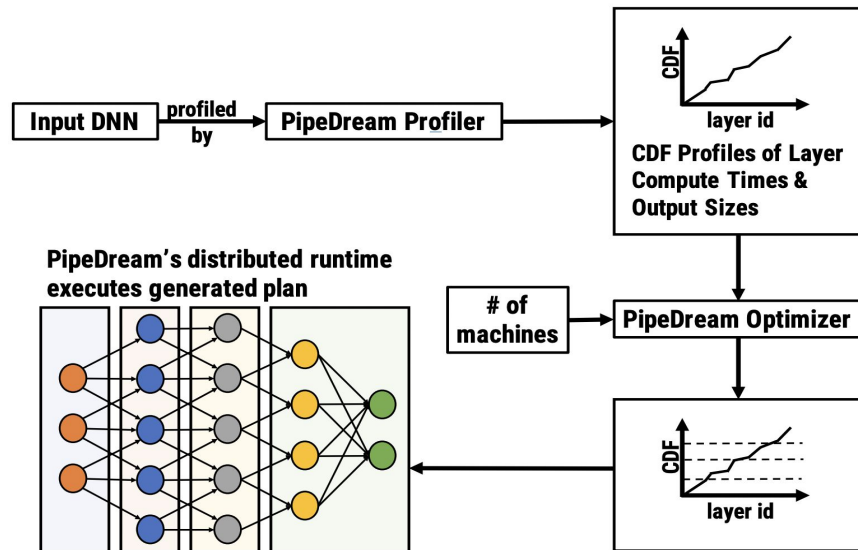 Input DNN
profiled
by
PipeDream Profiler
CDF
layer id
CDF Profiles of Layer
Compute Times &
Output Sizes
PipeDream's distributed runtime
executes generated plan
# of
machines
PipeDream Optimizer
CDF
layer id